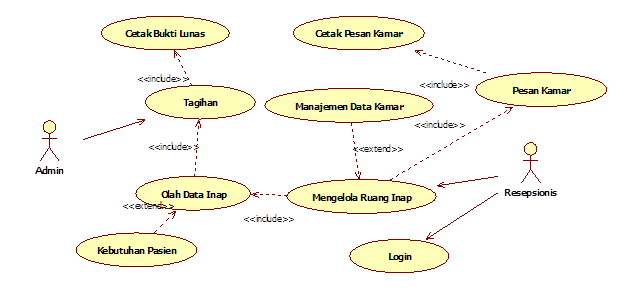 Cetak Bukti Lunas
Cetak Pesan Kamar
<<include>>
<<include>>
Pesan Kamar
Tagihan
Manajemen Data Kamar
<<include>>
Admin
<<include>>
<<extend>>
Resepsionis
Olah Data Inap
Mengelola Ruang Inap
<<extend>>
<<include>>
Kebutuhan Pasien
Login